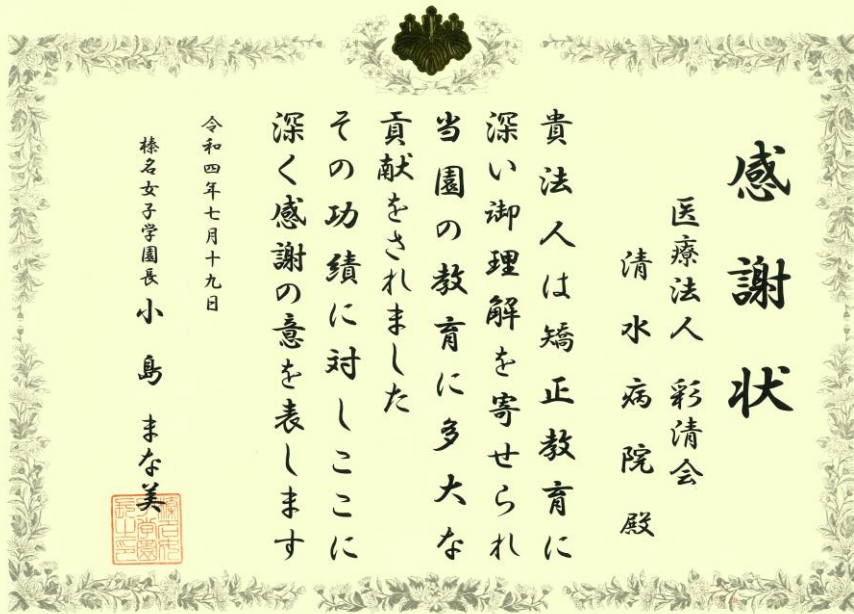 感謝状
医療法人 彩清会
清水病院殿
貴法人は矯正教育に
深い御理解を寄せられ
当園の教育に多大な
貢献をされました
その功績に対しここに
深く感謝の意を表します
令和四年七月十九日
榛名女子学園長 小島まな美